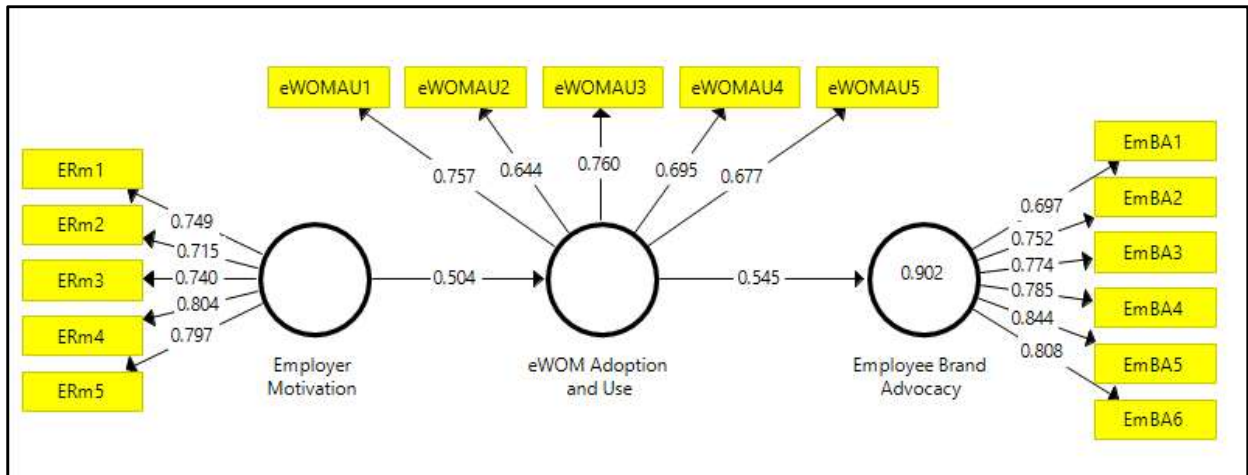 eWOMAU1
eWOMAU2
eWOMAU3
eWOMAU4
eWOMAU5
0.757
0.644
0.760
0.695
0.677
ERm1
ERm2
ERm3
ERm4
ERm5
0.749
0.715
0.740
0.804
0.797
Employer
Motivation
0.504
eWOM Adoption
and Use
0.545
0.902
Employee Brand
Advocacy
0.697
0.752
0.774
0.785
0.844
0.808
EmBA1
EmBA2
EmBA3
EmBA4
EmBA5
EmBA6